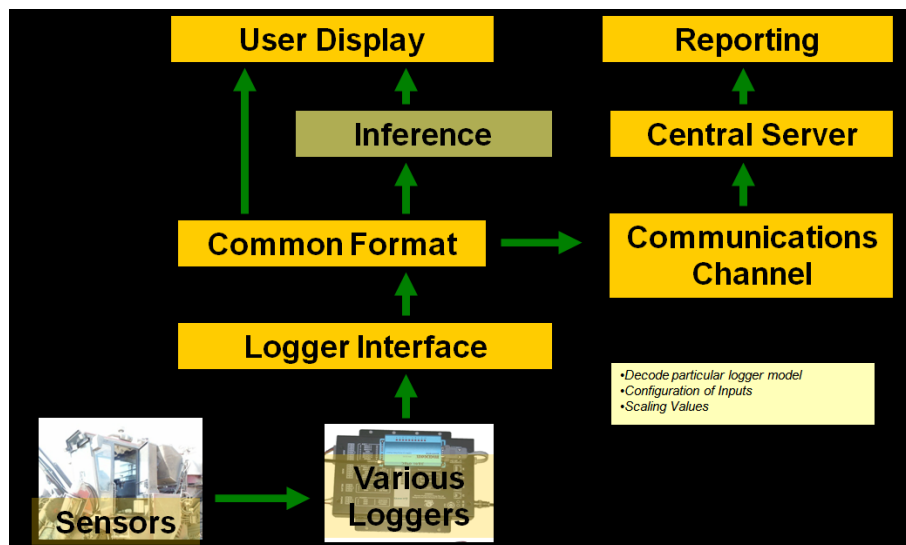 User Display
Reporting
Inference
Central Server
Common Format
Communications
Channel
Logger Interface
•Decode particular logger model
•Configuration of Inputs
•Scaling Values
Various
Loggers
Sensors